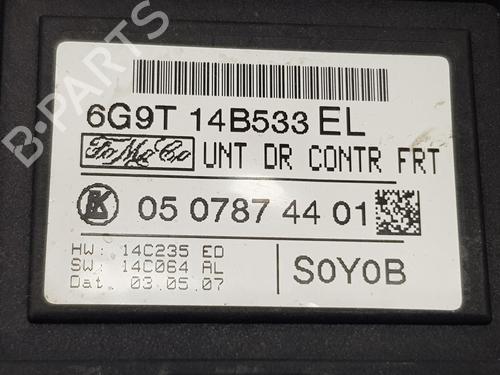 B-PARTS
6G9T 14B533 EL
FoMoCo UNT DR CONTR FRT
05 0787 44 01
HW: 14C235 ED
SW: 14C064 AL
Dat. 03.05.07
S0Y0B